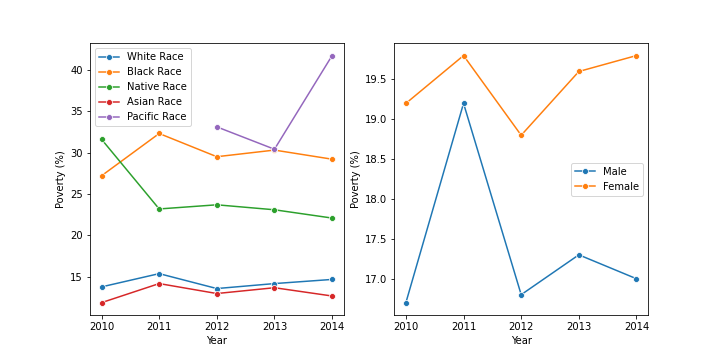 White Race
Black Race
Native Race
Asian Race
Pacific Race
40
35
30
25
20
15
Poverty (%)
2010 2011 2012 2013 2014
Year
Male
Female
19.5
19.0
18.5
18.0
17.5
17.0
Poverty (%)
2010 2011 2012 2013 2014
Year